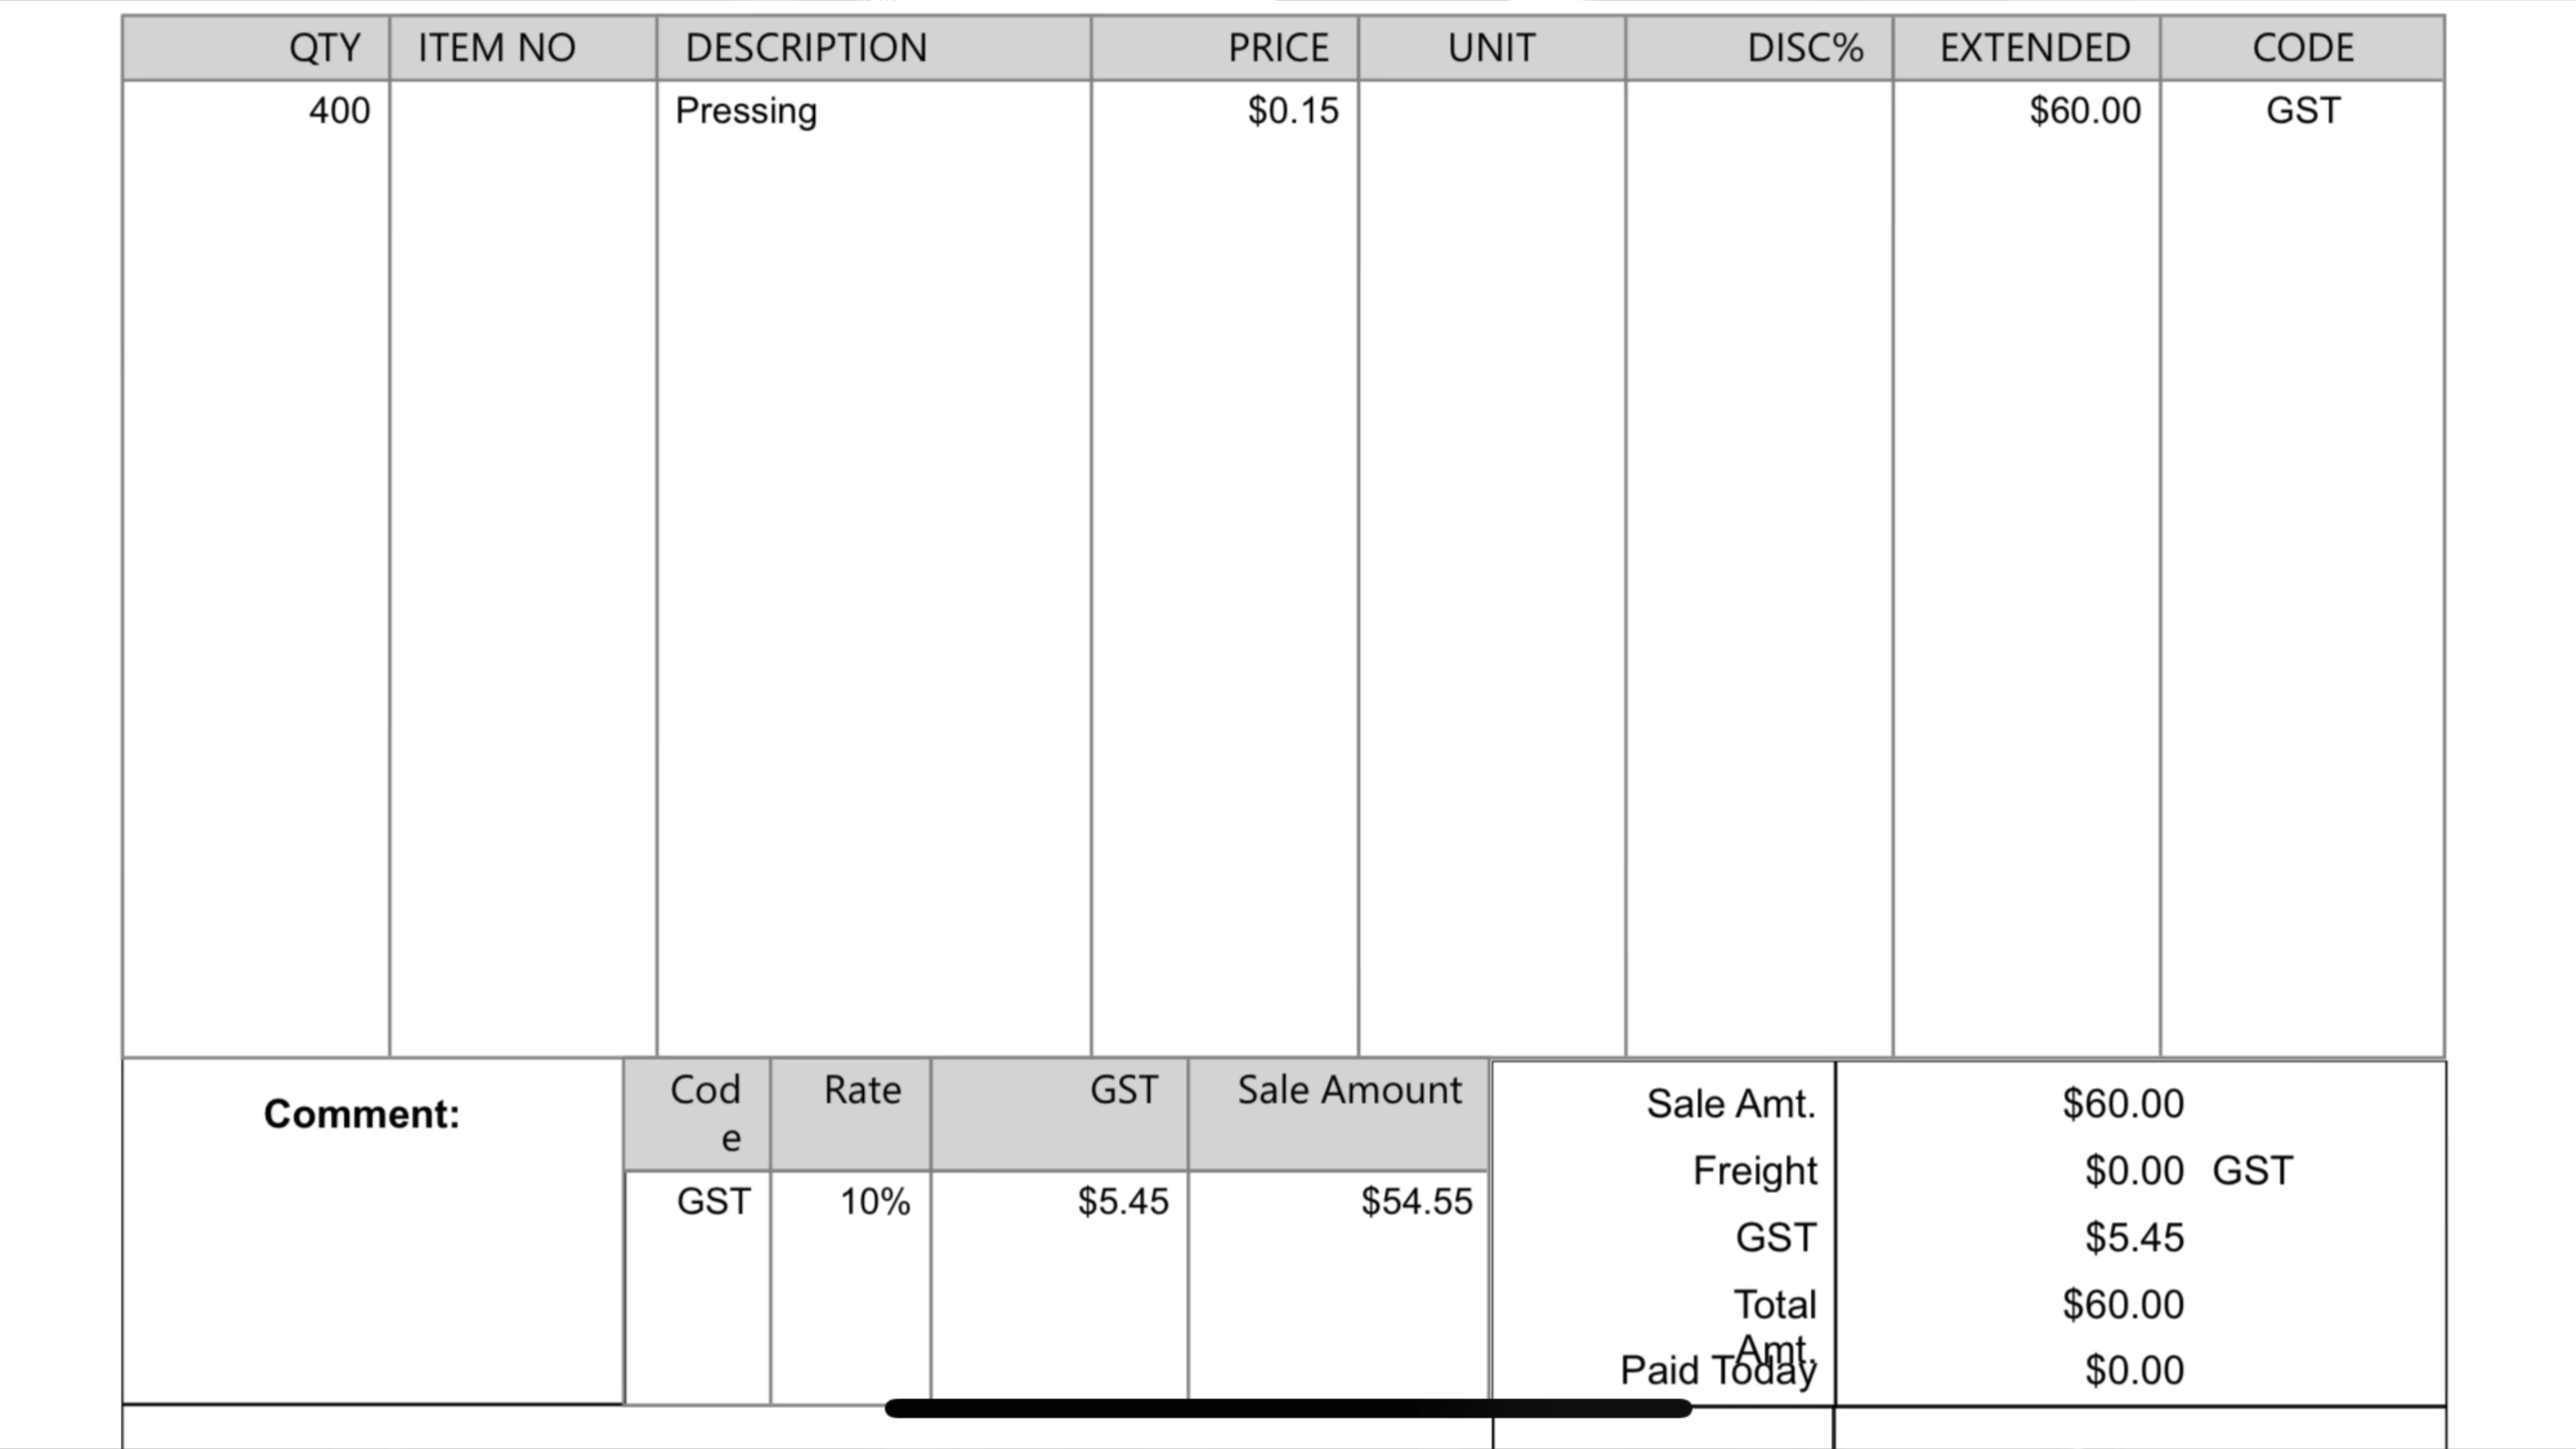 QTY ITEM NO DESCRIPTION PRICE UNIT DISC% EXTENDED CODE
400 Pressing $0.15 $60.00 GST
Comment:
Cod
e Rate GST Sale Amount
GST 10% $5.45 $54.55
Sale Amt. $60.00
Freight $0.00 GST
GST $5.45
Total $60.00
Amt.
Paid Today $0.00